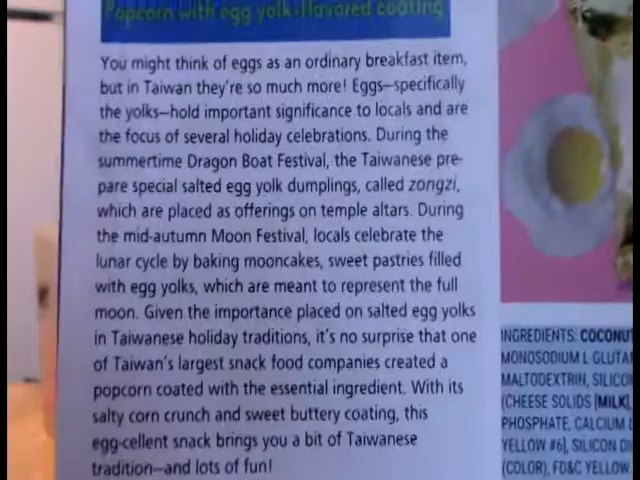 Popcorn with egg yolk-flavored coating
You might think of eggs as an ordinary breakfast item,
but in Taiwan they're so much more! Eggs—specifically
the yolks—hold important significance to locals and are
the focus of several holiday celebrations. During the
summertime Dragon Boat Festival, the Taiwanese pre-
pare special salted egg yolk dumplings, called zongzi,
which are placed as offerings on temple altars. During
the mid-autumn Moon Festival, locals celebrate the
lunar cycle by baking mooncakes, sweet pastries filled
with egg yolks, which are meant to represent the full
moon. Given the importance placed on salted egg yolks
in Taiwanese holiday traditions, it's no surprise that one
of Taiwan's largest snack food companies created a
popcorn coated with the essential ingredient. With its
salty corn crunch and sweet buttery coating, this
egg-cellent snack brings you a bit of Taiwanese
tradition—and lots of fun!
INGREDIENTS: COCONU
MONOSODIUM L-GLUTA
MALTODEXTRIN, SILICO
(CHEESE SOLIDS [MILK],
PHOSPHATE, CALCIUM
YELLOW #6], SILICON DI
(COLOR), FD&C YELLOW